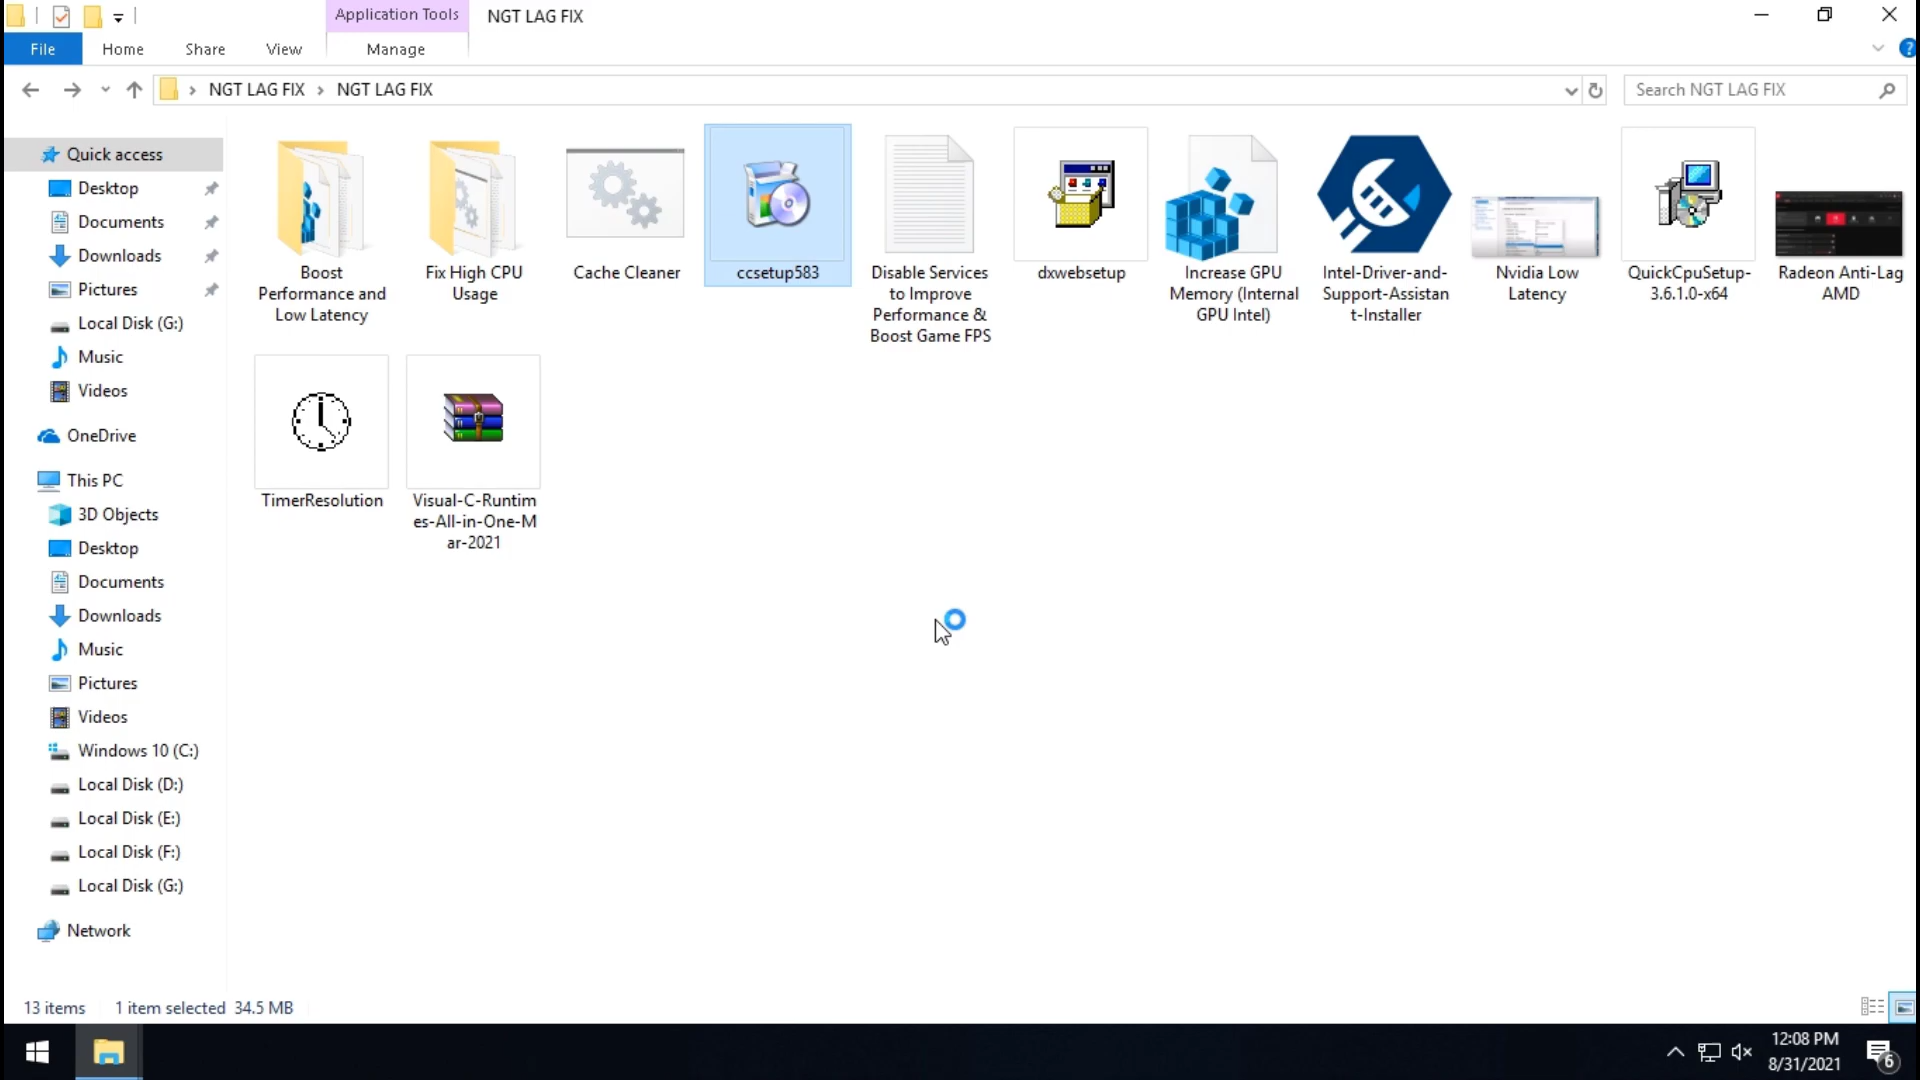 Application Tools
NGT LAG FIX
File
Home
Share
View
Manage
?
NGT LAG FIX
NGT LAG FIX
Search NGT LAG FIX
Quick access
Desktop
Documents
Downloads
Pictures
Local Disk (G:)
Music
Videos
OneDrive
This PC
3D Objects
Desktop
Documents
Downloads
Music
Pictures
Videos
Windows 10 (C:)
Local Disk (D:)
Local Disk (E:)
Local Disk (F:)
Local Disk (G:)
Network
Boost
Performance and
Low Latency
Fix High CPU
Usage
Cache Cleaner
ccsetup583
Disable Services
to Improve
Performance &
Boost Game FPS
dxwebsetup
Increase GPU
Memory (Internal
GPU Intel)
Intel-Driver-and-
Support-Assistan
t-Installer
Nvidia Low
Latency
QuickCpuSetup-
3.6.1.0-x64
Radeon Anti-Lag
AMD
TimerResolution
Visual-C-Runtim
es-All-in-One-M
ar-2021
13 items
1 item selected
34.5 MB
12:08 PM
8/31/2021
6